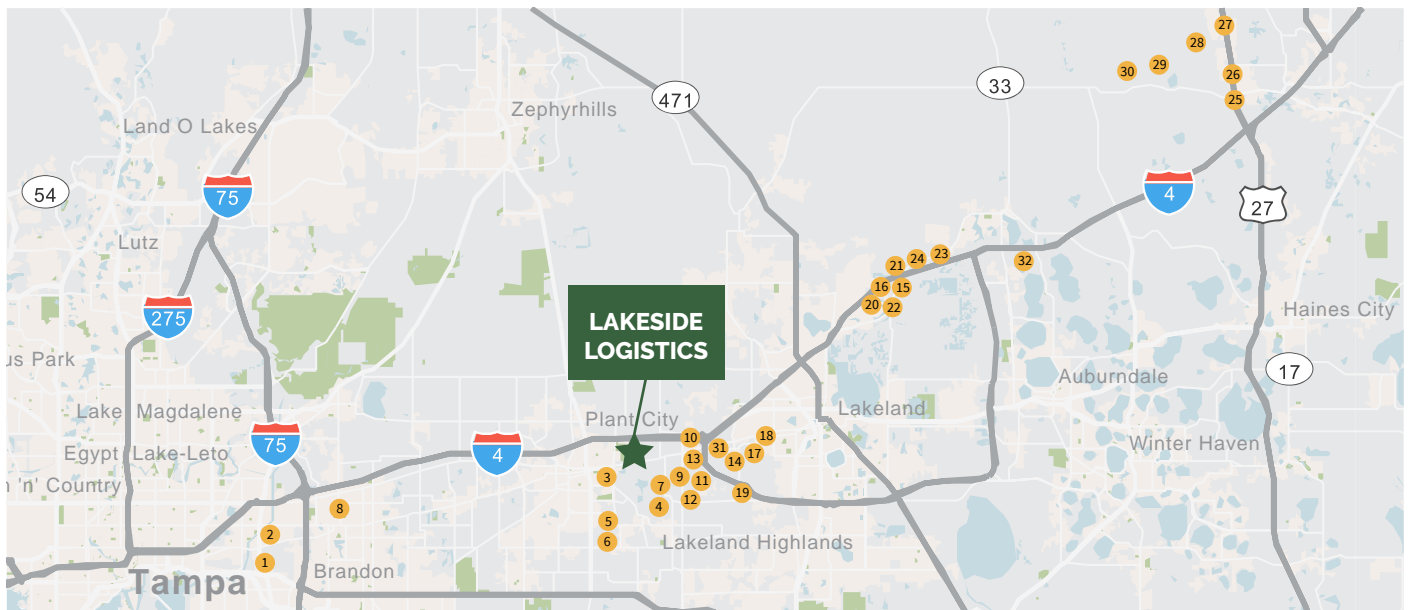 27
28
29
30
26
33
471
25
Zephyrhills
Land O Lakes
54
75
4
27
Lutz
21
24
23
32
16
15
20
22
275
LAKESIDE
LOGISTICS
Haines City
us Park
17
Auburndale
Lake Magdalene
Plant City
Lakeland
75
10
18
Egypt Lake-Leto
4
31
17
Winter Haven
13
14
3
9
n 'n' Country
7
11
19
12
8
4
5
2
6
Lakeland Highlands
1
Brandon
Tampa